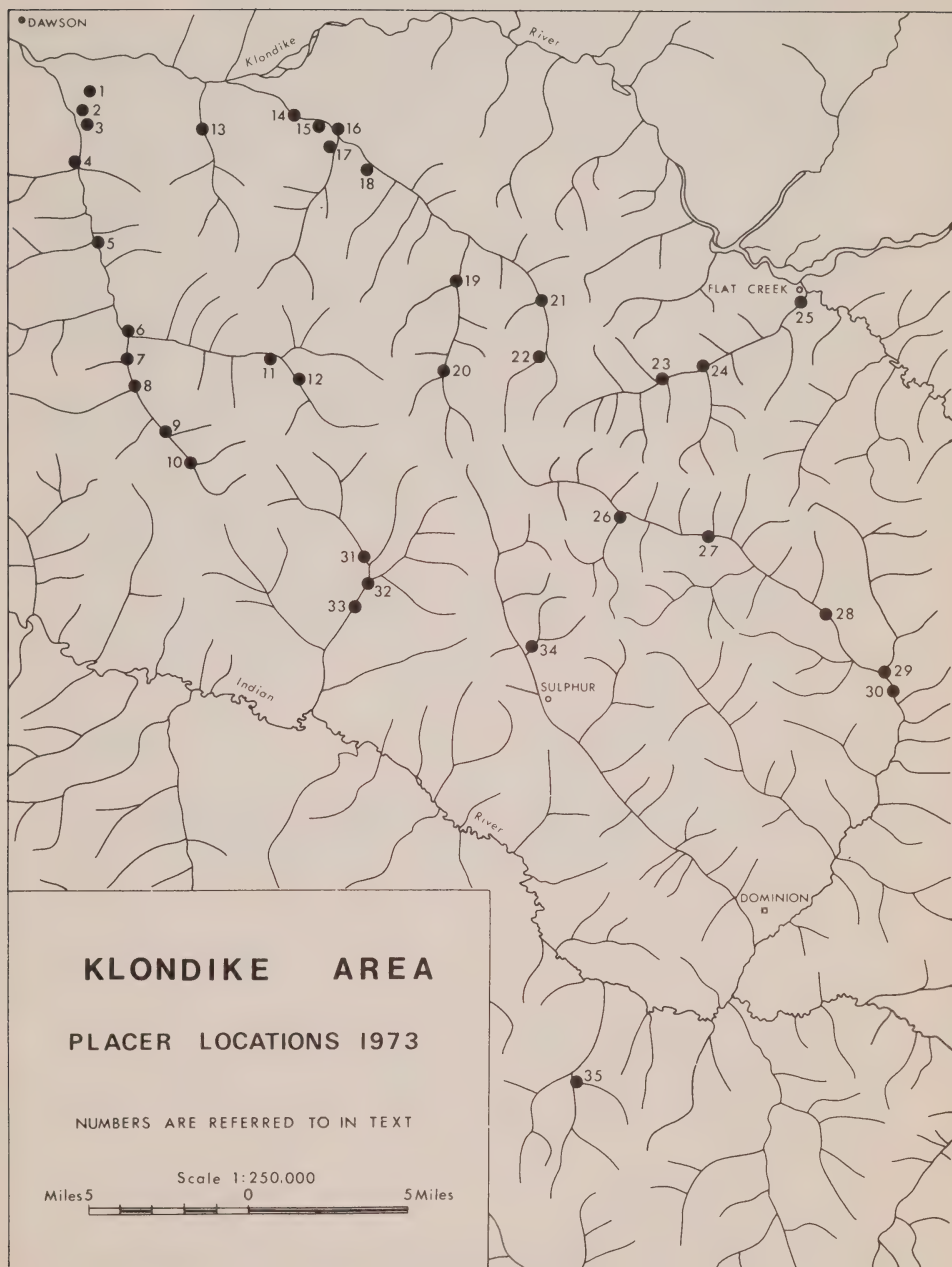 DAWSON
Klondike
River
1
2
3
4
5
6
7
8
9
10
11
12
13
14
15
16
17
18
19
20
21
22
FLAT CREEK
25
23
24
26
27
28
29
30
31
32
33
34
SULPHUR
Indian
River
DOMINION
35
KLONDIKE AREA
PLACER LOCATIONS 1973
NUMBERS ARE REFERRED TO IN TEXT
Scale 1:250.000
Miles 5 0 5 Miles